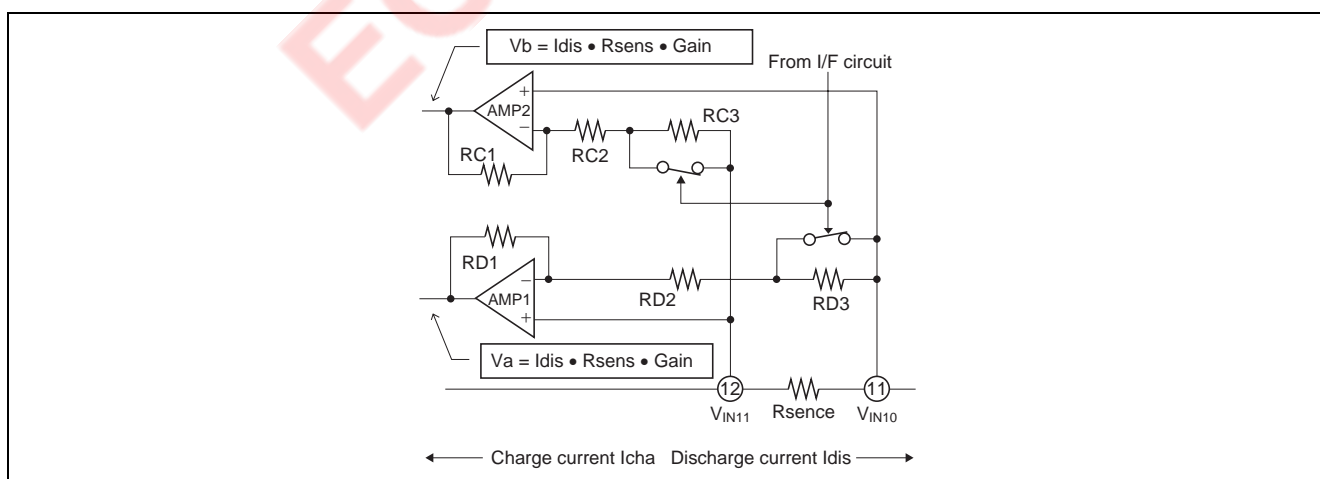 Vb = Idis • Rsens • Gain
From I/F circuit
+
AMP2
−
RC3
RC2
RC1
RD1
−
AMP1
+
RD2
RD3
Va = Idis • Rsens • Gain
12
11
VIN11
Rsence
VIN10
Charge current Icha
Discharge current Idis